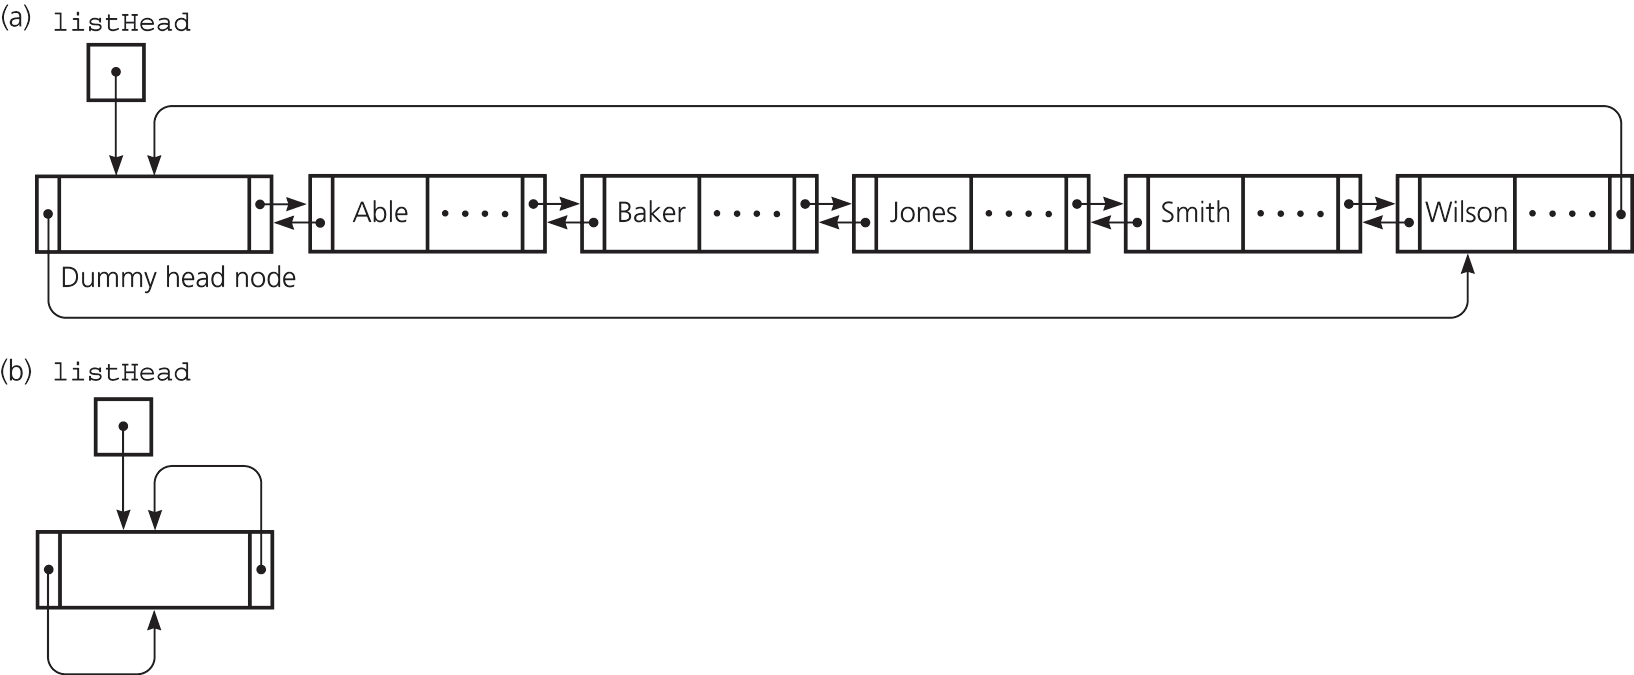 (a) listHead
Able • • • • Baker • • • • Jones • • • • Smith • • • • Wilson • • • •
Dummy head node
(b) listHead